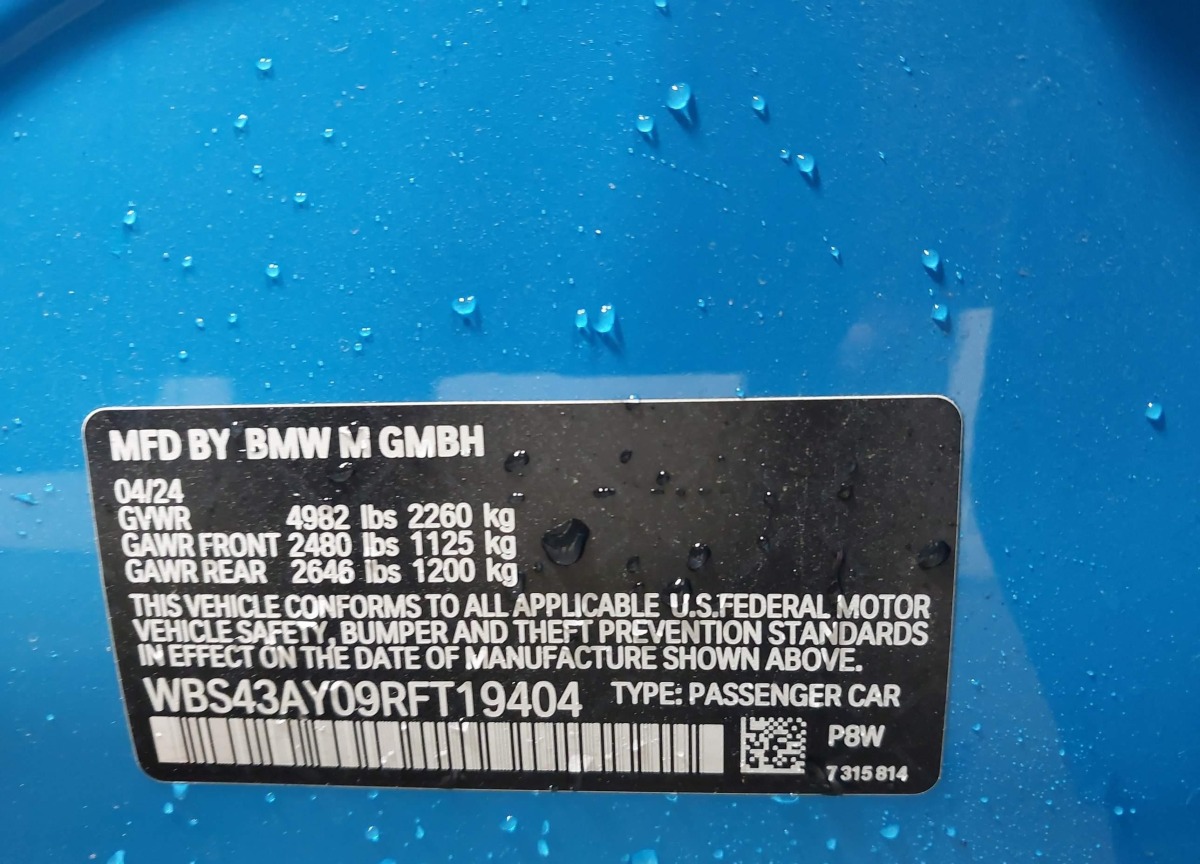 MFD BY BMW M GMBH
04/24
GVWR 4982 lbs 2260 kg
GAWR FRONT 2480 lbs 1125 kg
GAWR REAR 2646 lbs 1200 kg
THIS VEHICLE CONFORMS TO ALL APPLICABLE U.S.FEDERAL MOTOR
VEHICLE SAFETY, BUMPER AND THEFT PREVENTION STANDARDS
IN EFFECT ON THE DATE OF MANUFACTURE SHOWN ABOVE.
WBS43AY09RFT19404 TYPE: PASSENGER CAR
P8W
7 315 814